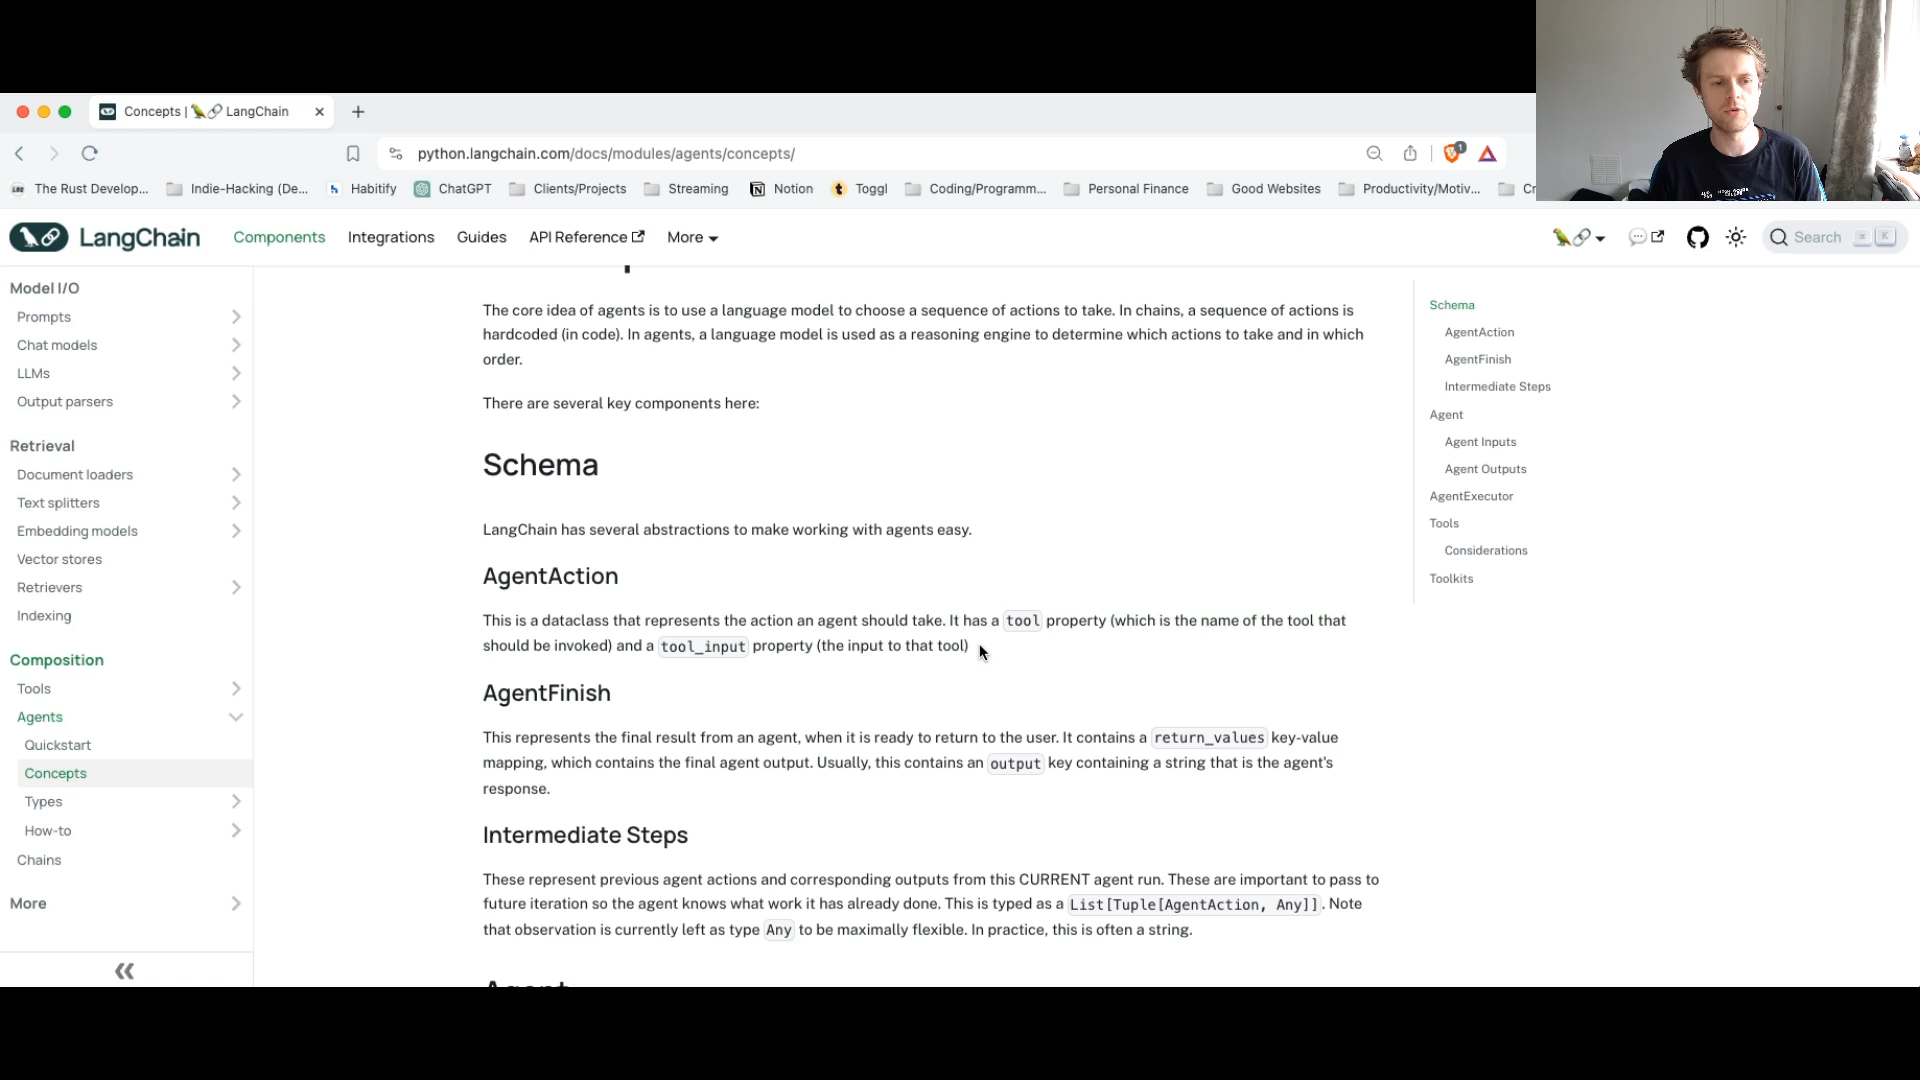 Concepts | LangChain
python.langchain.com/docs/modules/agents/concepts/
1
The Rust Develop...
Indie-Hacking (De...
Habitify
ChatGPT
Clients/Projects
Streaming
Notion
Toggl
Coding/Programm...
Personal Finance
Good Websites
Productivity/Motiv...
Cr
LangChain
Components
Integrations
Guides
API Reference
More
Search
K
Model I/O
Prompts
Chat models
LLMs
Output parsers
Retrieval
Document loaders
Text splitters
Embedding models
Vector stores
Retrievers
Indexing
Composition
Tools
Agents
Quickstart
Concepts
Types
How-to
Chains
More
The core idea of agents is to use a language model to choose a sequence of actions to take. In chains, a sequence of actions is
hardcoded (in code). In agents, a language model is used as a reasoning engine to determine which actions to take and in which
order.
There are several key components here:
Schema
LangChain has several abstractions to make working with agents easy.
AgentAction
This is a dataclass that represents the action an agent should take. It has a tool property (which is the name of the tool that
should be invoked) and a tool_input property (the input to that tool)
AgentFinish
This represents the final result from an agent, when it is ready to return to the user. It contains a return_values key-value
mapping, which contains the final agent output. Usually, this contains an output key containing a string that is the agent's
response.
Intermediate Steps
These represent previous agent actions and corresponding outputs from this CURRENT agent run. These are important to pass to
future iteration so the agent knows what work it has already done. This is typed as a List[Tuple[AgentAction, Any]]. Note
that observation is currently left as type Any to be maximally flexible. In practice, this is often a string.
Agent
Schema
AgentAction
AgentFinish
Intermediate Steps
Agent
Agent Inputs
Agent Outputs
AgentExecutor
Tools
Considerations
Toolkits